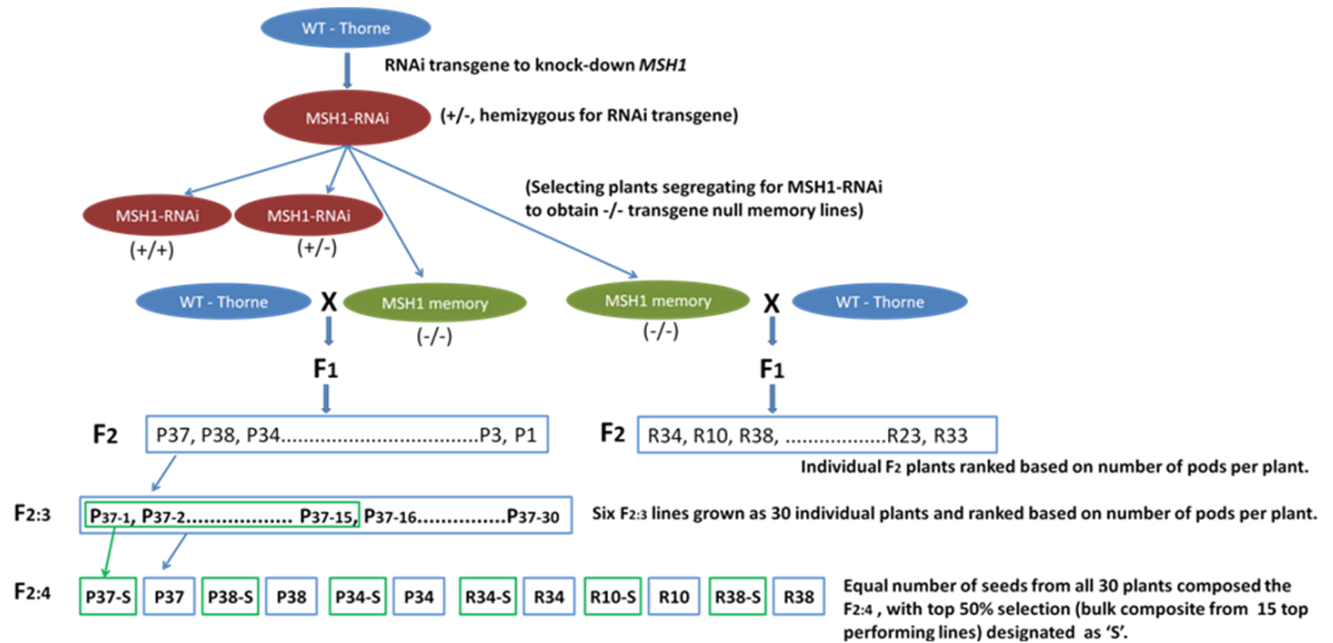 WT - Thorne
RNAi transgene to knock-down MSH1
MSH1-RNAi
(+/-, hemizygous for RNAi transgene)
(Selecting plants segregating for MSH1-RNAi
to obtain -/- transgene null memory lines)
MSH1-RNAi
MSH1-RNAi
(+/+)
(+/-)
WT - Thorne
X
MSH1 memory
MSH1 memory
X
WT - Thorne
(-/-)
(-/-)
F1
F1
F2
P37, P38, P34.................................P3, P1
F2
R34, R10, R38, ..................R23, R33
Individual F2 plants ranked based on number of pods per plant.
F2:3
P37-1, P37-2................... P37-15, P37-16...............P37-30
Six F2:3 lines grown as 30 individual plants and ranked based on number of pods per plant.
F2:4
P37-S
P37
P38-S
P38
P34-S
P34
R34-S
R34
R10-S
R10
R38-S
R38
Equal number of seeds from all 30 plants composed the
F2:4 , with top 50% selection (bulk composite from 15 top
performing lines) designated as ‘S’.